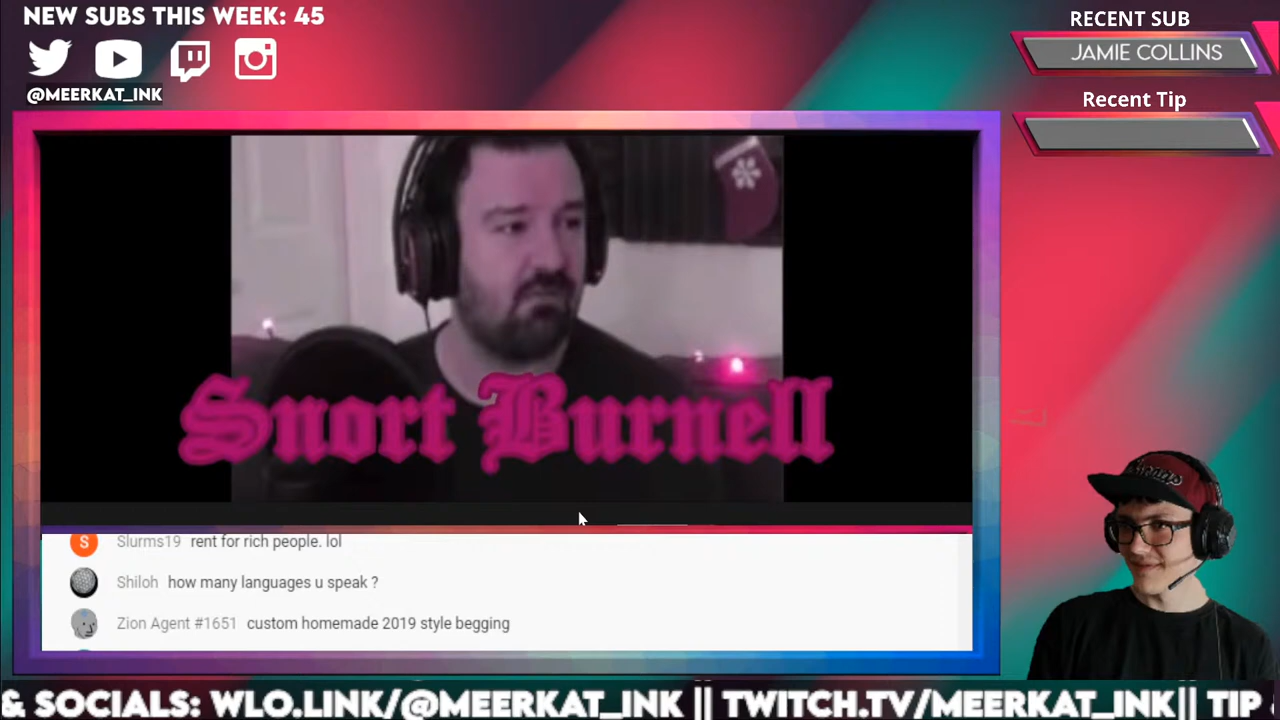 NEW SUBS THIS WEEK: 45
@MEERKAT_INK
RECENT SUB
JAMIE COLLINS
Recent Tip
Snort Burnell
S Slurms19 rent for rich people. lol
Shiloh how many languages u speak ?
Zion Agent #1651 custom homemade 2019 style begging
& SOCIALS: WLO.LINK/@MEERKAT_INK || TWITCH.TV/MEERKAT_INK|| TIP